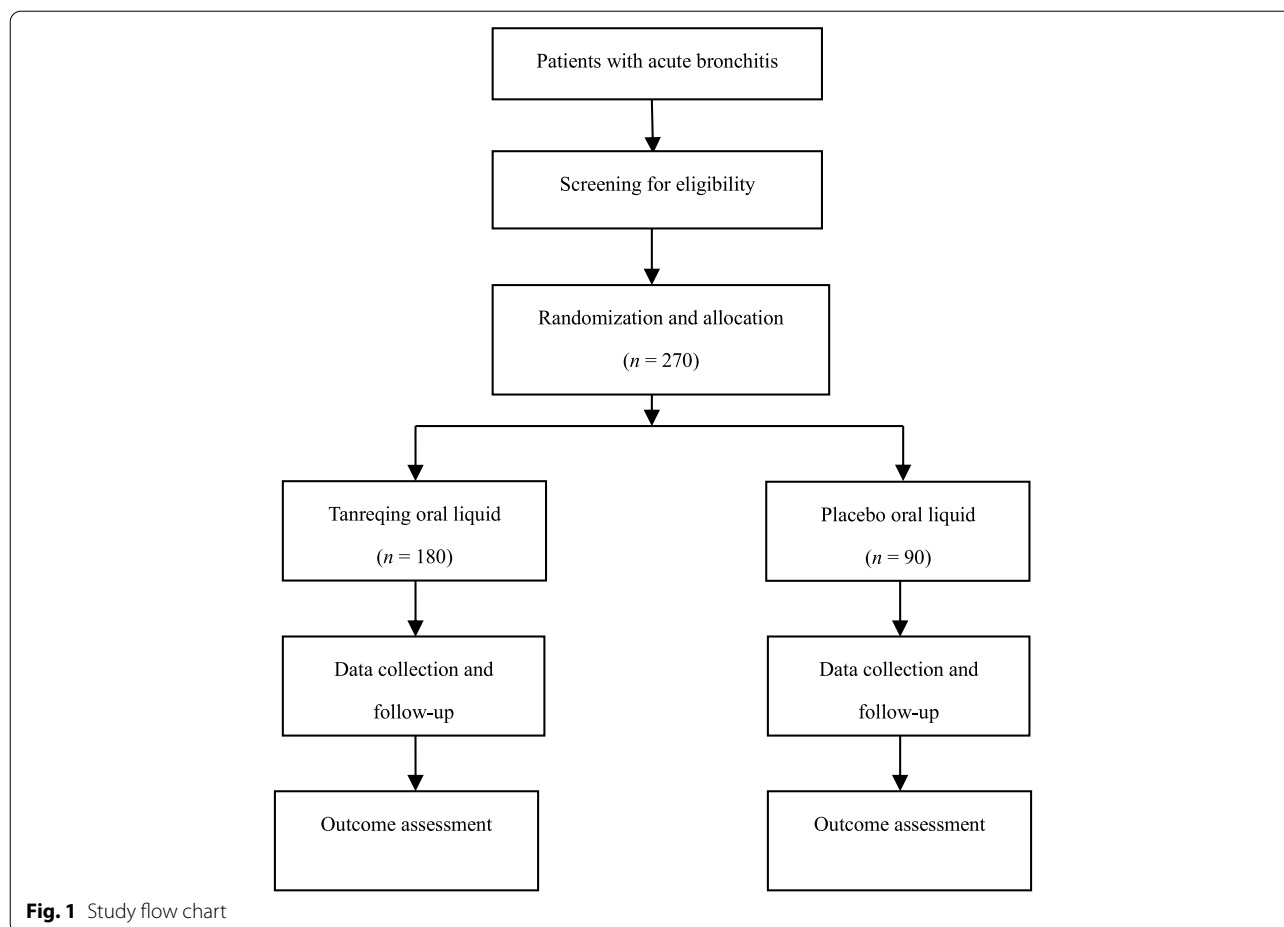 Patients with acute bronchitis
Screening for eligibility
Randomization and allocation
(n = 270)
Tanreqing oral liquid
(n = 180)
Placebo oral liquid
(n = 90)
Data collection and
follow-up
Data collection and
follow-up
Outcome assessment
Outcome assessment
Fig. 1 Study flow chart